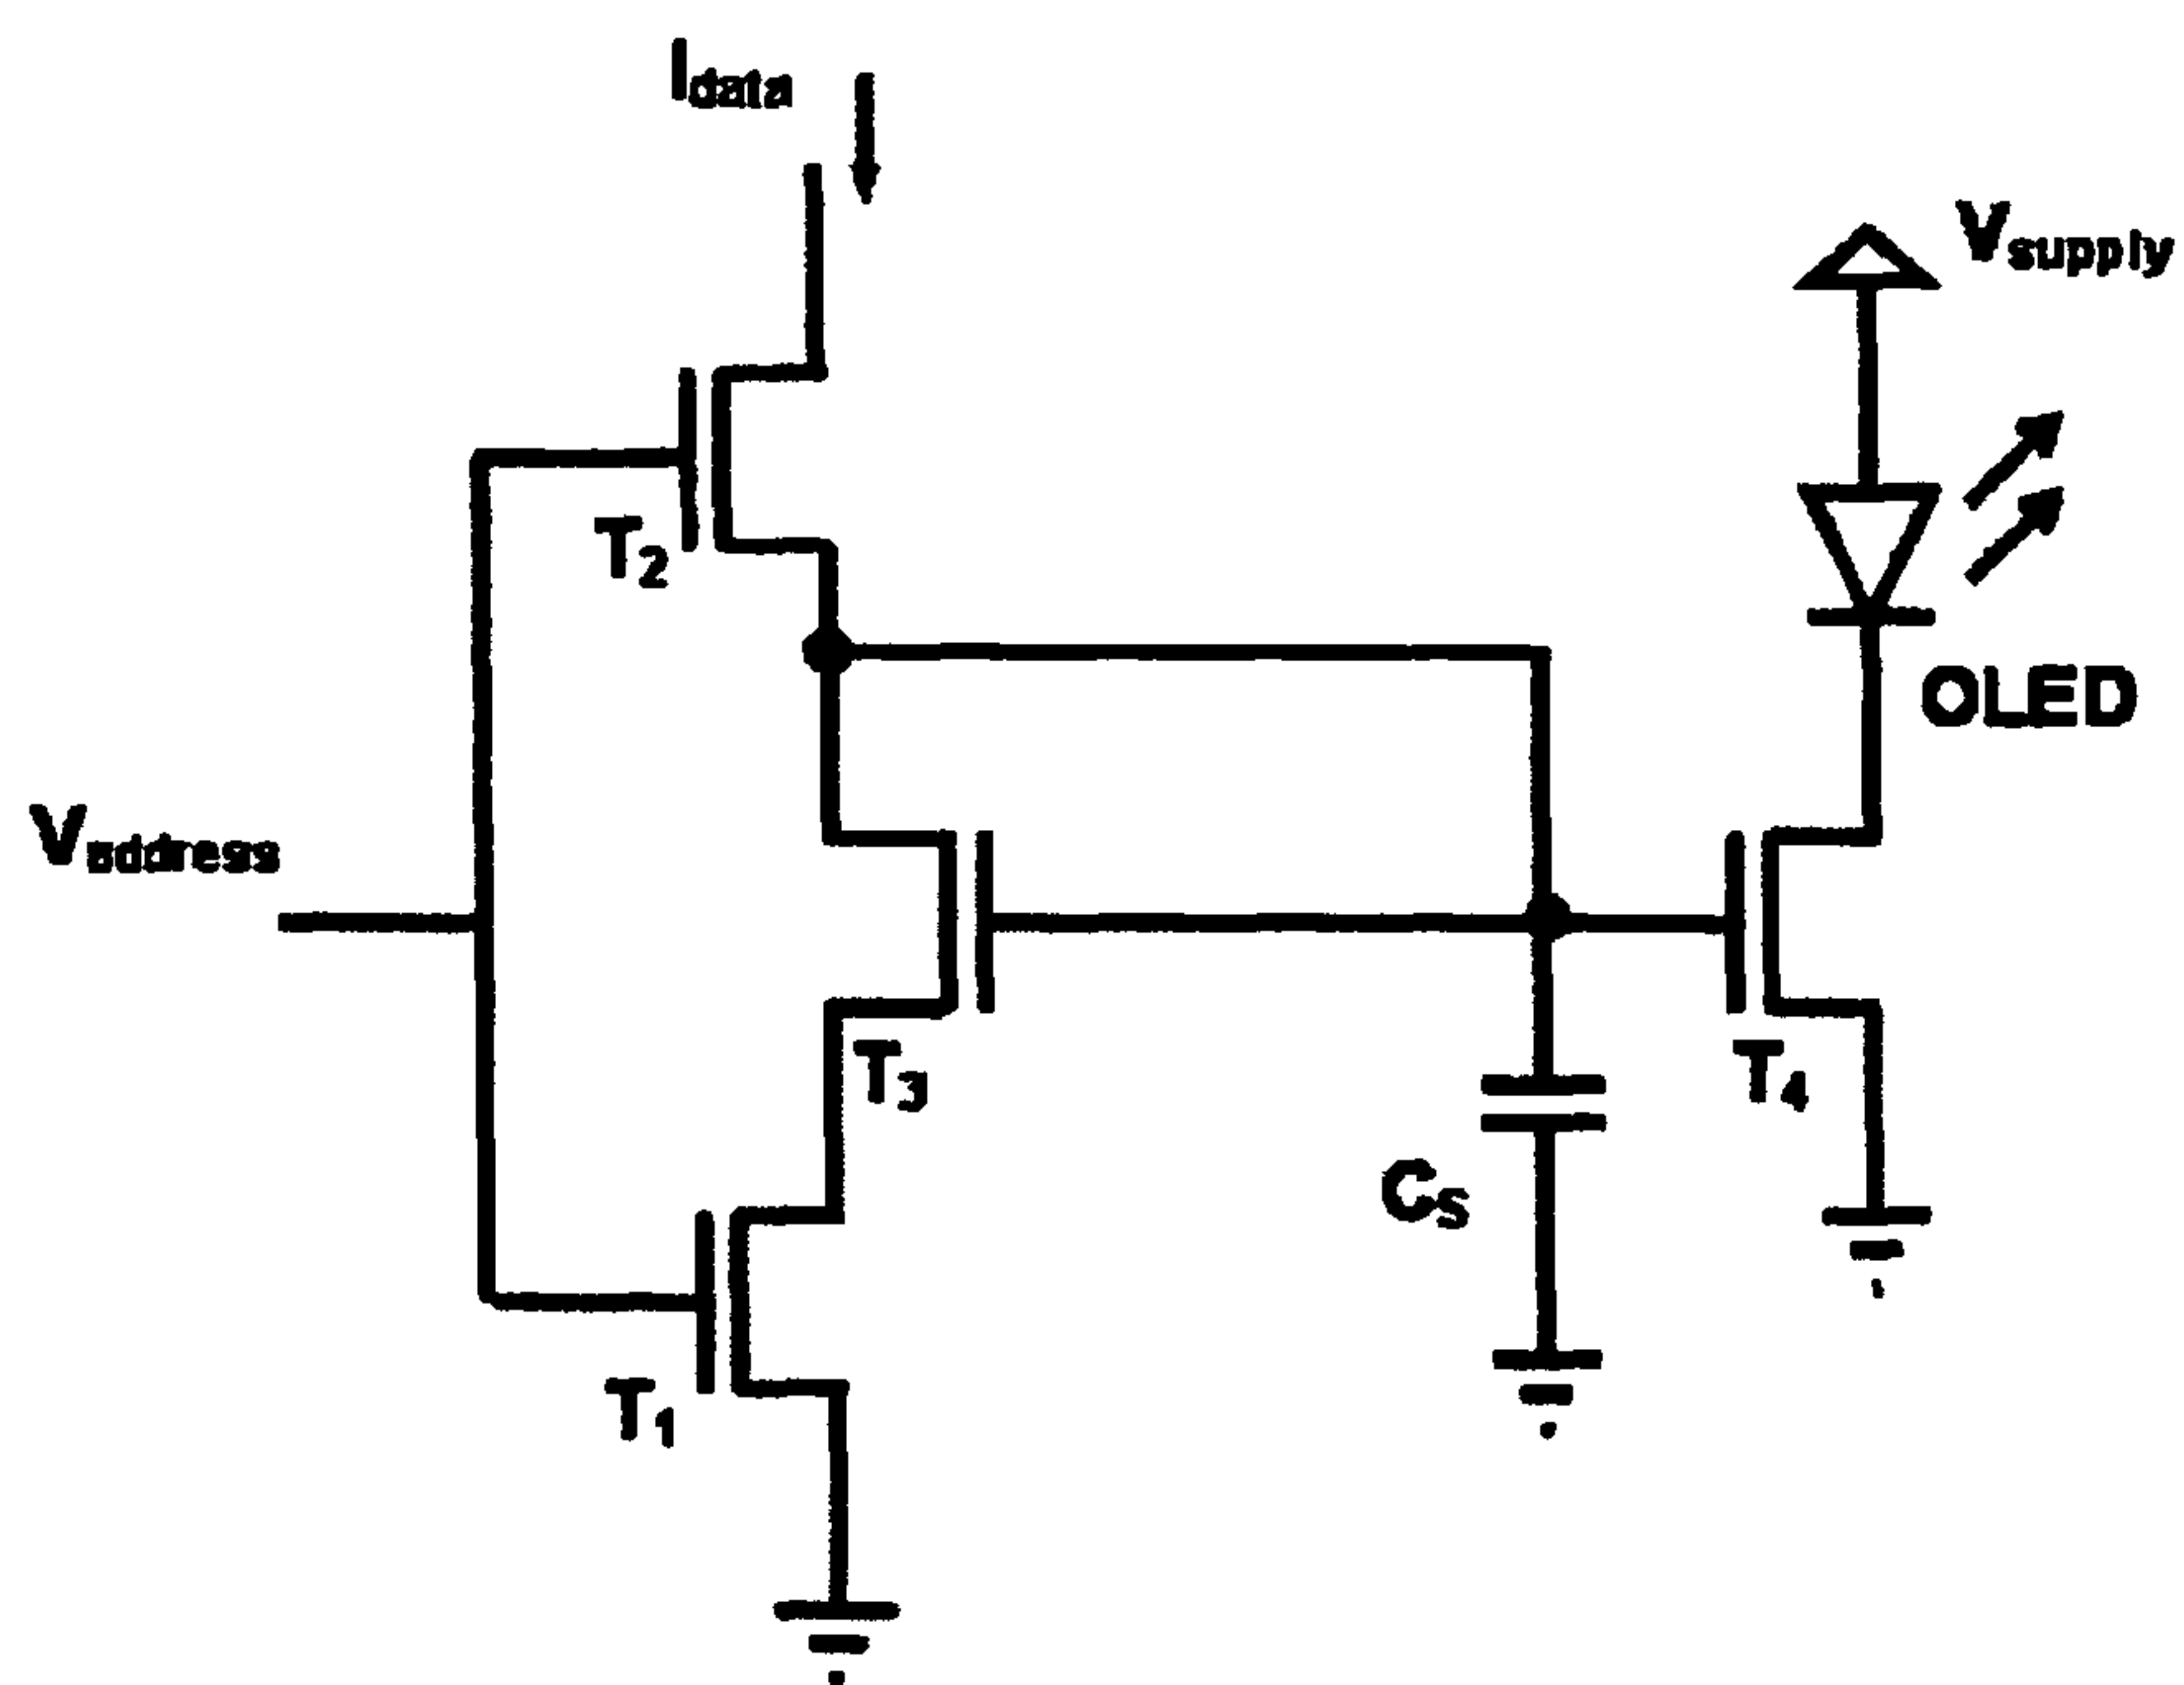 Idata
Vsupply
T2
OLED
Vaddress
T3
T4
CS
T1